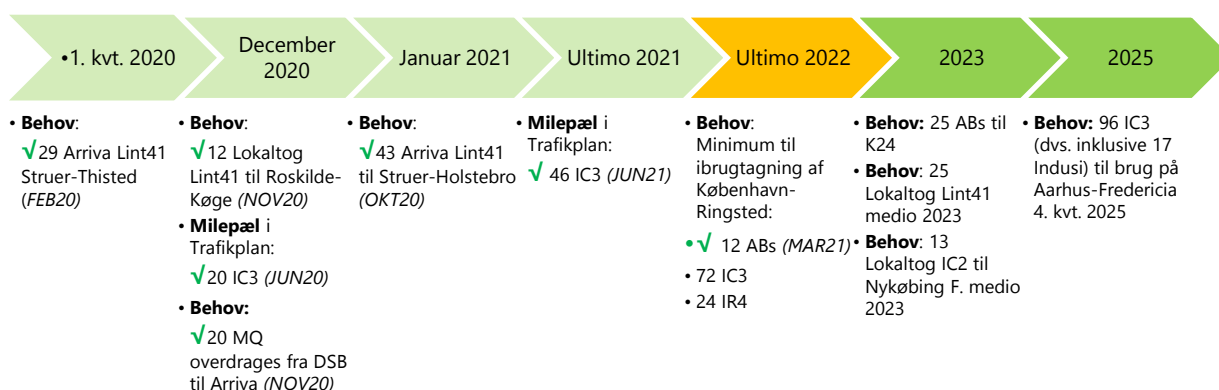 •1. kvt. 2020
December
2020
Januar 2021
Ultimo 2021
Ultimo 2022
2023
2025
• Behov:
√29 Arriva Lint41
Struer-Thisted
(FEB20)
• Behov:
√12 Lokaltog
Lint41 til Roskilde-
Køge (NOV20)
• Milepæl i
Trafikplan:
√20 IC3 (JUN20)
• Behov:
√20 MQ
overdrages fra DSB
til Arriva (NOV20)
• Behov:
√43 Arriva Lint41
til Struer-Holstebro
(OKT20)
• Milepæl i
Trafikplan:
√ 46 IC3 (JUN21)
• Behov:
Minimum til
ibrugtagning af
København-
Ringsted:
•√ 12 ABs (MAR21)
• 72 IC3
• 24 IR4
• Behov: 25 ABs til
K24
• Behov: 25
Lokaltog Lint41
medio 2023
• Behov: 13
Lokaltog IC2 til
Nykøbing F. medio
2023
• Behov: 96 IC3
(dvs. inklusive 17
Indusi) til brug på
Aarhus-Fredericia
4. kvt. 2025